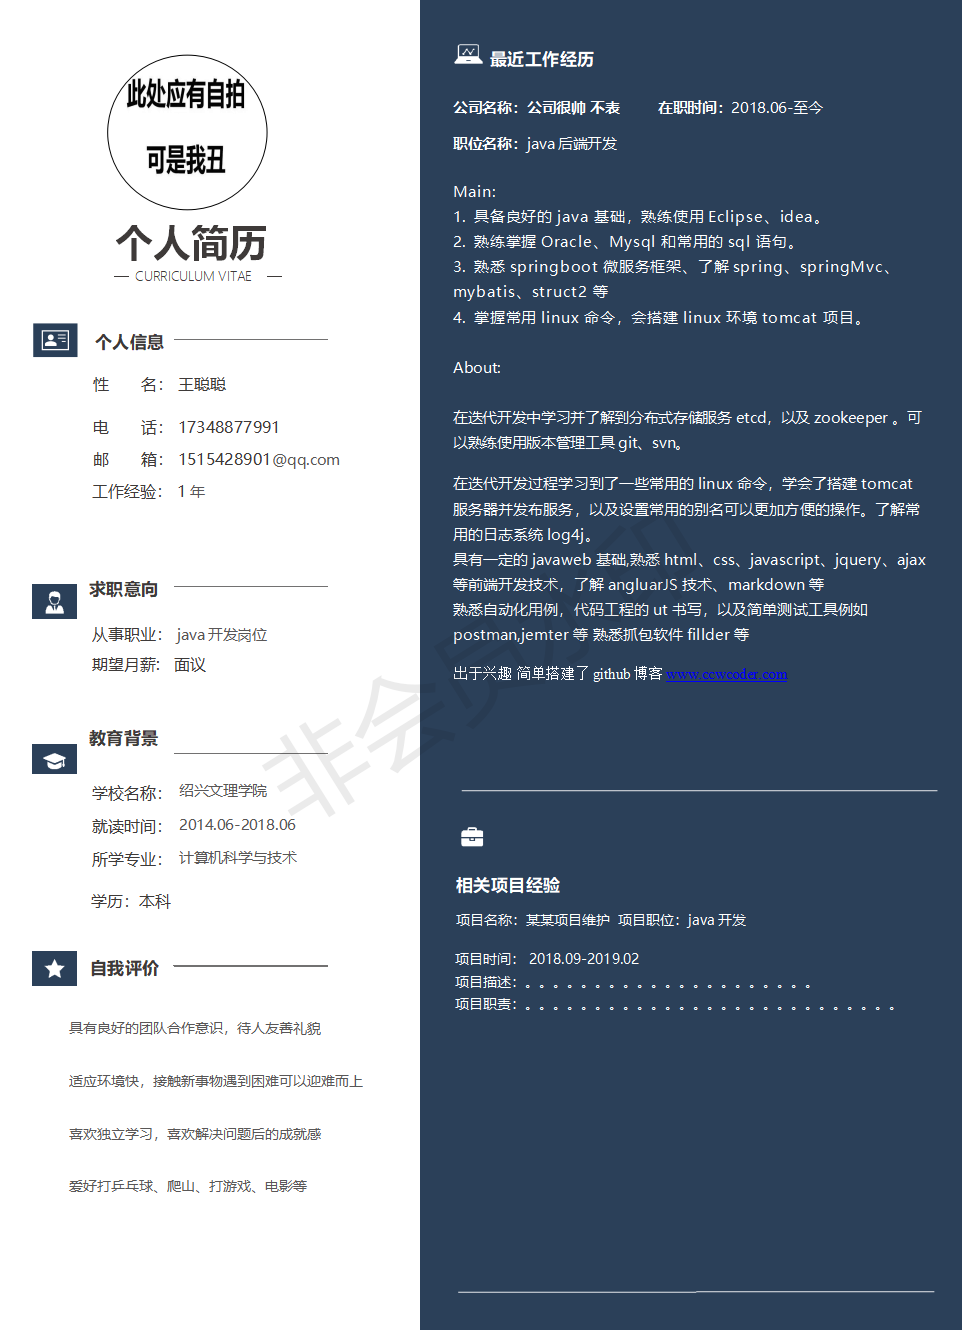 此处应有自拍
可是我丑
个人简历
CURRICULUM VITAE
个人信息
性 名： 王聪聪
电 话： 17348877991
邮 箱： 1515428901@qq.com
工作经验： 1 年
求职意向
从事职业： java 开发岗位
期望月薪: 面议
教育背景
学校名称： 绍兴文理学院
就读时间： 2014.06-2018.06
所学专业： 计算机科学与技术
学历：本科
自我评价
具有良好的团队合作意识，待人友善礼貌
适应环境快，接触新事物遇到困难可以迎难而上
喜欢独立学习，喜欢解决问题后的成就感
爱好打乒乓球、爬山、打游戏、电影等
最近工作经历
公司名称：公司很帅 不表 在职时间：2018.06-至今
职位名称：java 后端开发
Main:
1. 具备良好的 java 基础，熟练使用 Eclipse、idea。
2. 熟练掌握 Oracle、Mysql 和常用的 sql 语句。
3. 熟悉 springboot 微服务框架、了解 spring、springMvc、
mybatis、struct2 等
4. 掌握常用 linux 命令，会搭建 linux 环境 tomcat 项目。
About:
在迭代开发中学习并了解到分布式存储服务 etcd，以及 zookeeper 。可
以熟练使用版本管理工具 git、svn。
在迭代开发过程学习到了一些常用的 linux 命令，学会了搭建 tomcat
服务器并发布服务，以及设置常用的别名可以更加方便的操作。了解常
用的日志系统 log4j。
具有一定的 javaweb 基础,熟悉 html、css、javascript、jquery、ajax
等前端开发技术，了解 angluarJS 技术、markdown 等
熟悉自动化用例，代码工程的 ut 书写，以及简单测试工具例如
postman,jemter 等 熟悉抓包软件 fillder 等
出于兴趣 简单搭建了 github 博客 www.ccwcoder.com
相关项目经验
项目名称：某某项目维护 项目职位：java 开发
项目时间： 2018.09-2019.02
项目描述：。。。。。。。。。。。。。。。。。。。。。
项目职责：。。。。。。。。。。。。。。。。。。。。。。。。。。。
非会员水印